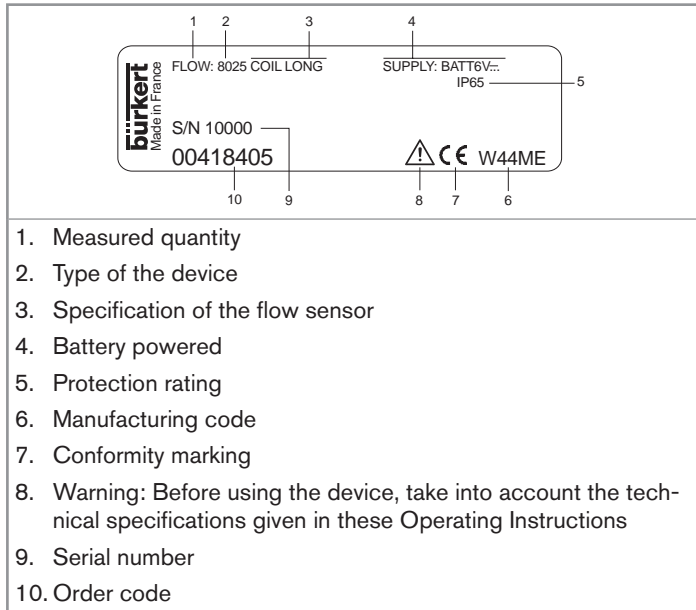 1 2 3 4
FLOW: 8025 COIL LONG SUPPLY: BATT6V
IP65 5
bürkert
Made in France
S/N 10000
00418405 CE W44ME
10 9 8 7 6
1. Measured quantity
2. Type of the device
3. Specification of the flow sensor
4. Battery powered
5. Protection rating
6. Manufacturing code
7. Conformity marking
8. Warning: Before using the device, take into account the tech-
nical specifications given in these Operating Instructions
9. Serial number
10. Order code